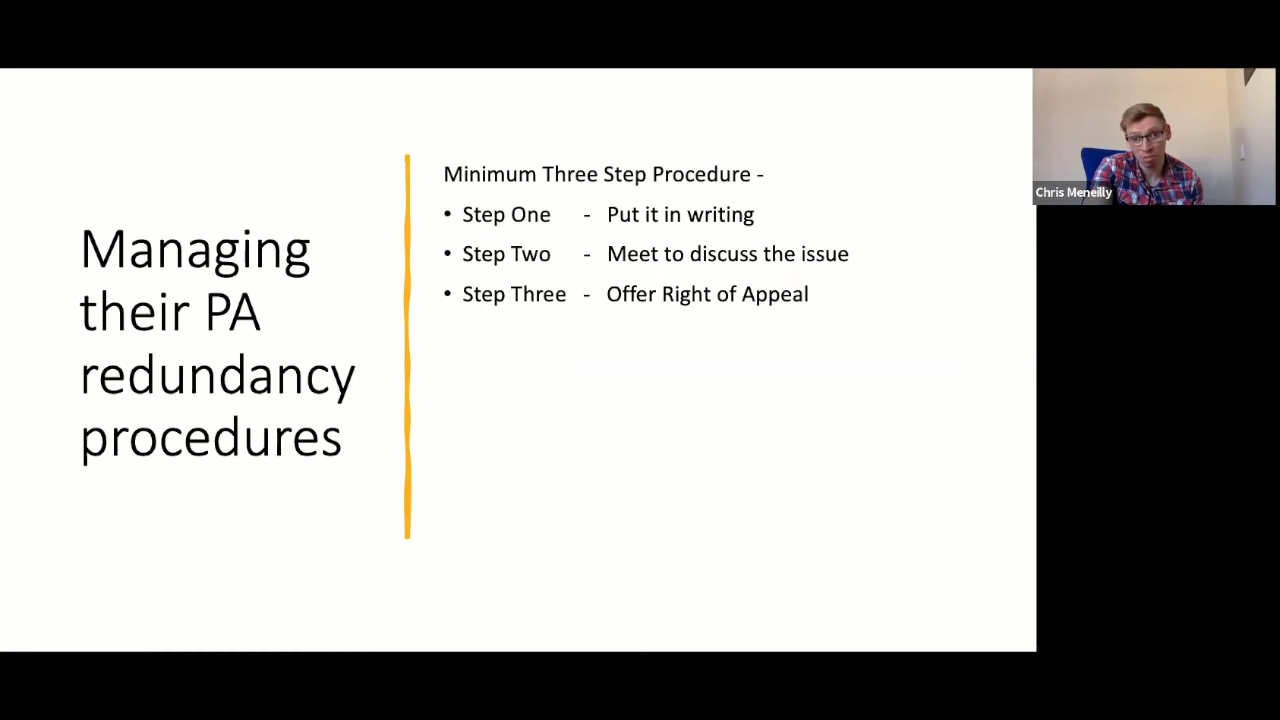 Managing
their PA
redundancy
procedures
Minimum Three Step Procedure -
• Step One - Put it in writing
• Step Two - Meet to discuss the issue
• Step Three - Offer Right of Appeal
Chris Meneilly